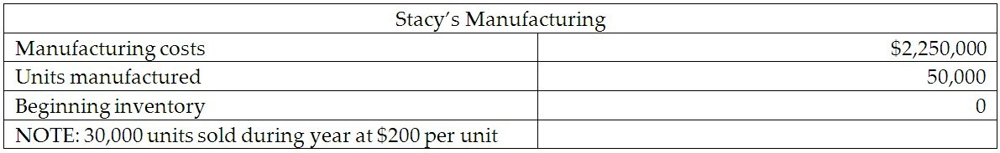 Stacy's Manufacturing
Manufacturing costs $2,250,000
Units manufactured 50,000
Beginning inventory 0
NOTE: 30,000 units sold during year at $200 per unit